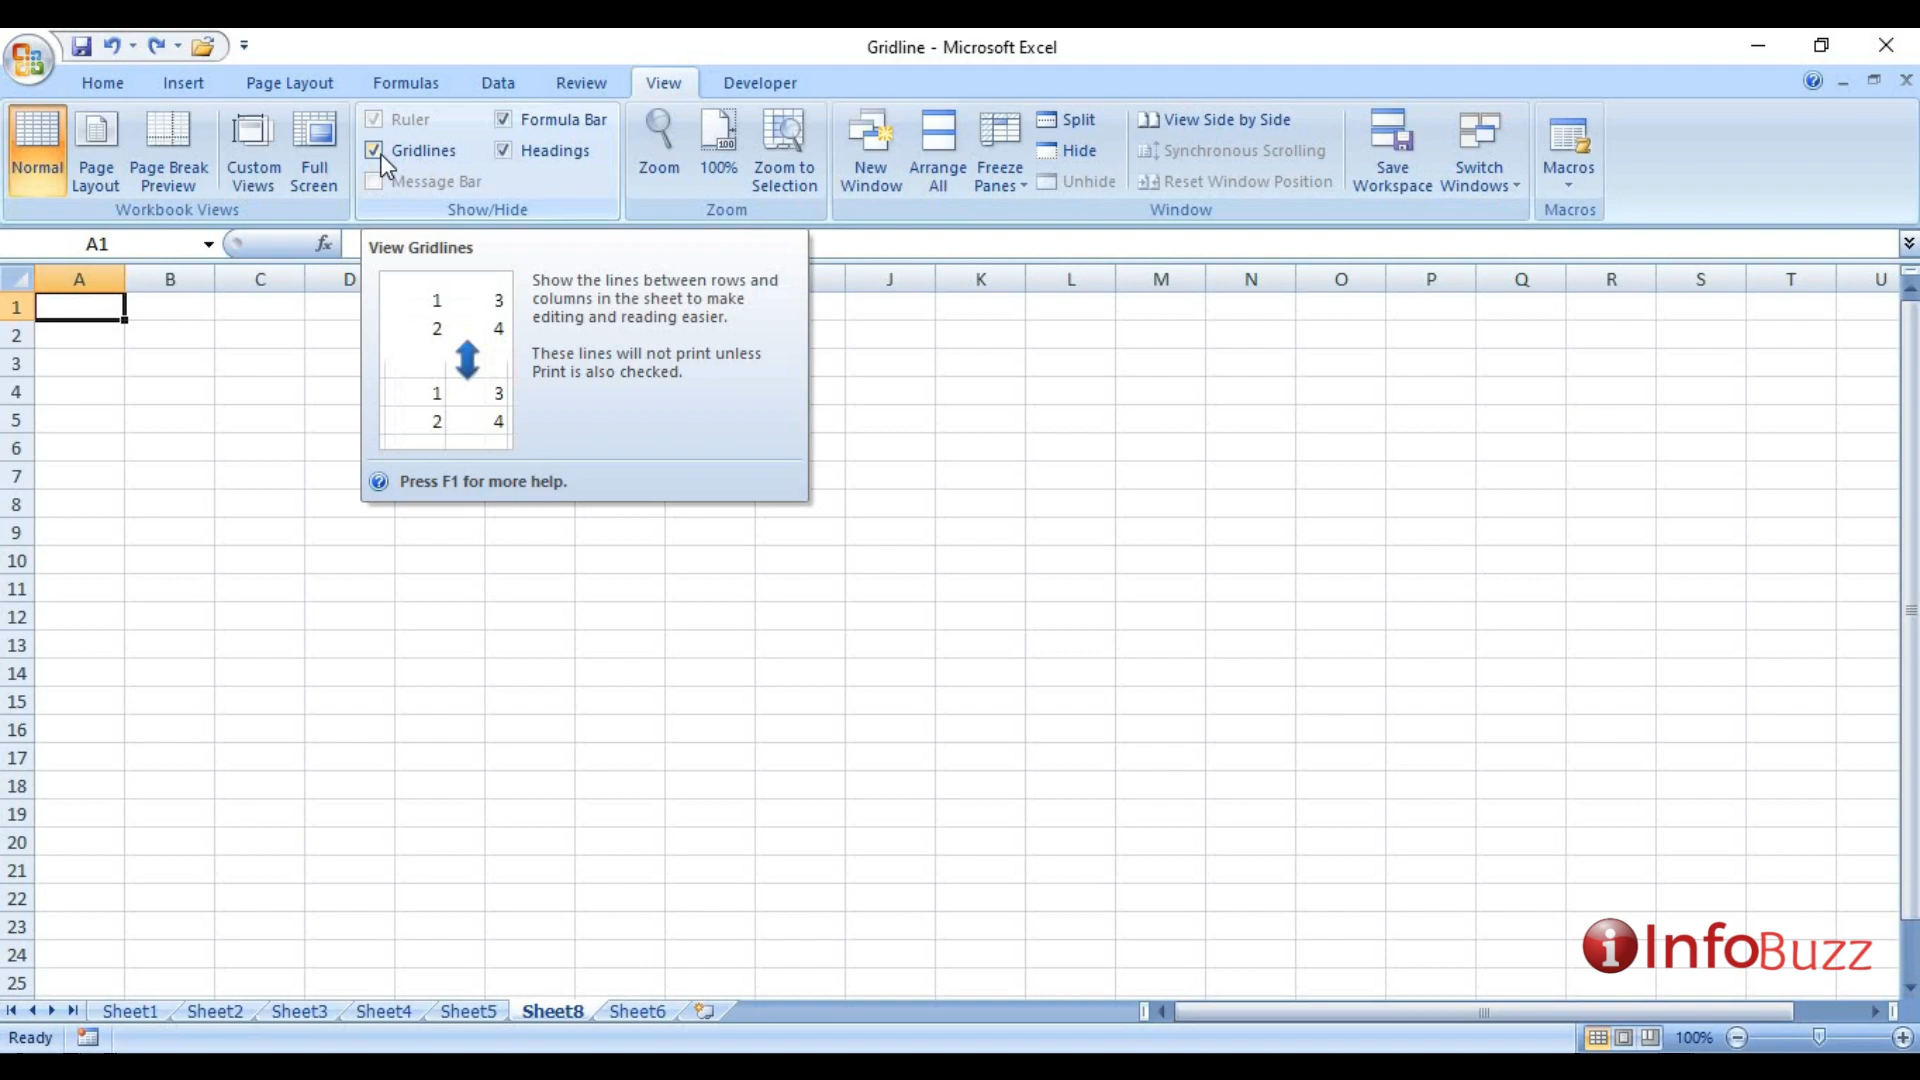 Gridline - Microsoft Excel
Home Insert Page Layout Formulas Data Review View Developer
Normal
Page Layout
Page Break Preview
Custom Views
Full Screen
Workbook Views
Ruler
Formula Bar
Gridlines
Headings
Message Bar
Show/Hide
Zoom
100%
Zoom to Selection
Zoom
New Window
Arrange All
Freeze Panes
Split
Hide
Unhide
View Side by Side
Synchronous Scrolling
Reset Window Position
Window
Save Workspace
Switch Windows
Macros
Macros
A1 fx
View Gridlines
1 3
2 4
1 3
2 4
Show the lines between rows and
columns in the sheet to make
editing and reading easier.
These lines will not print unless
Print is also checked.
Press F1 for more help.
A B C D J K L M N O P Q R S T U
1
2
3
4
5
6
7
8
9
10
11
12
13
14
15
16
17
18
19
20
21
22
23
24
25
i InfoBuzz
Sheet1 Sheet2 Sheet3 Sheet4 Sheet5 Sheet8 Sheet6
Ready 100%